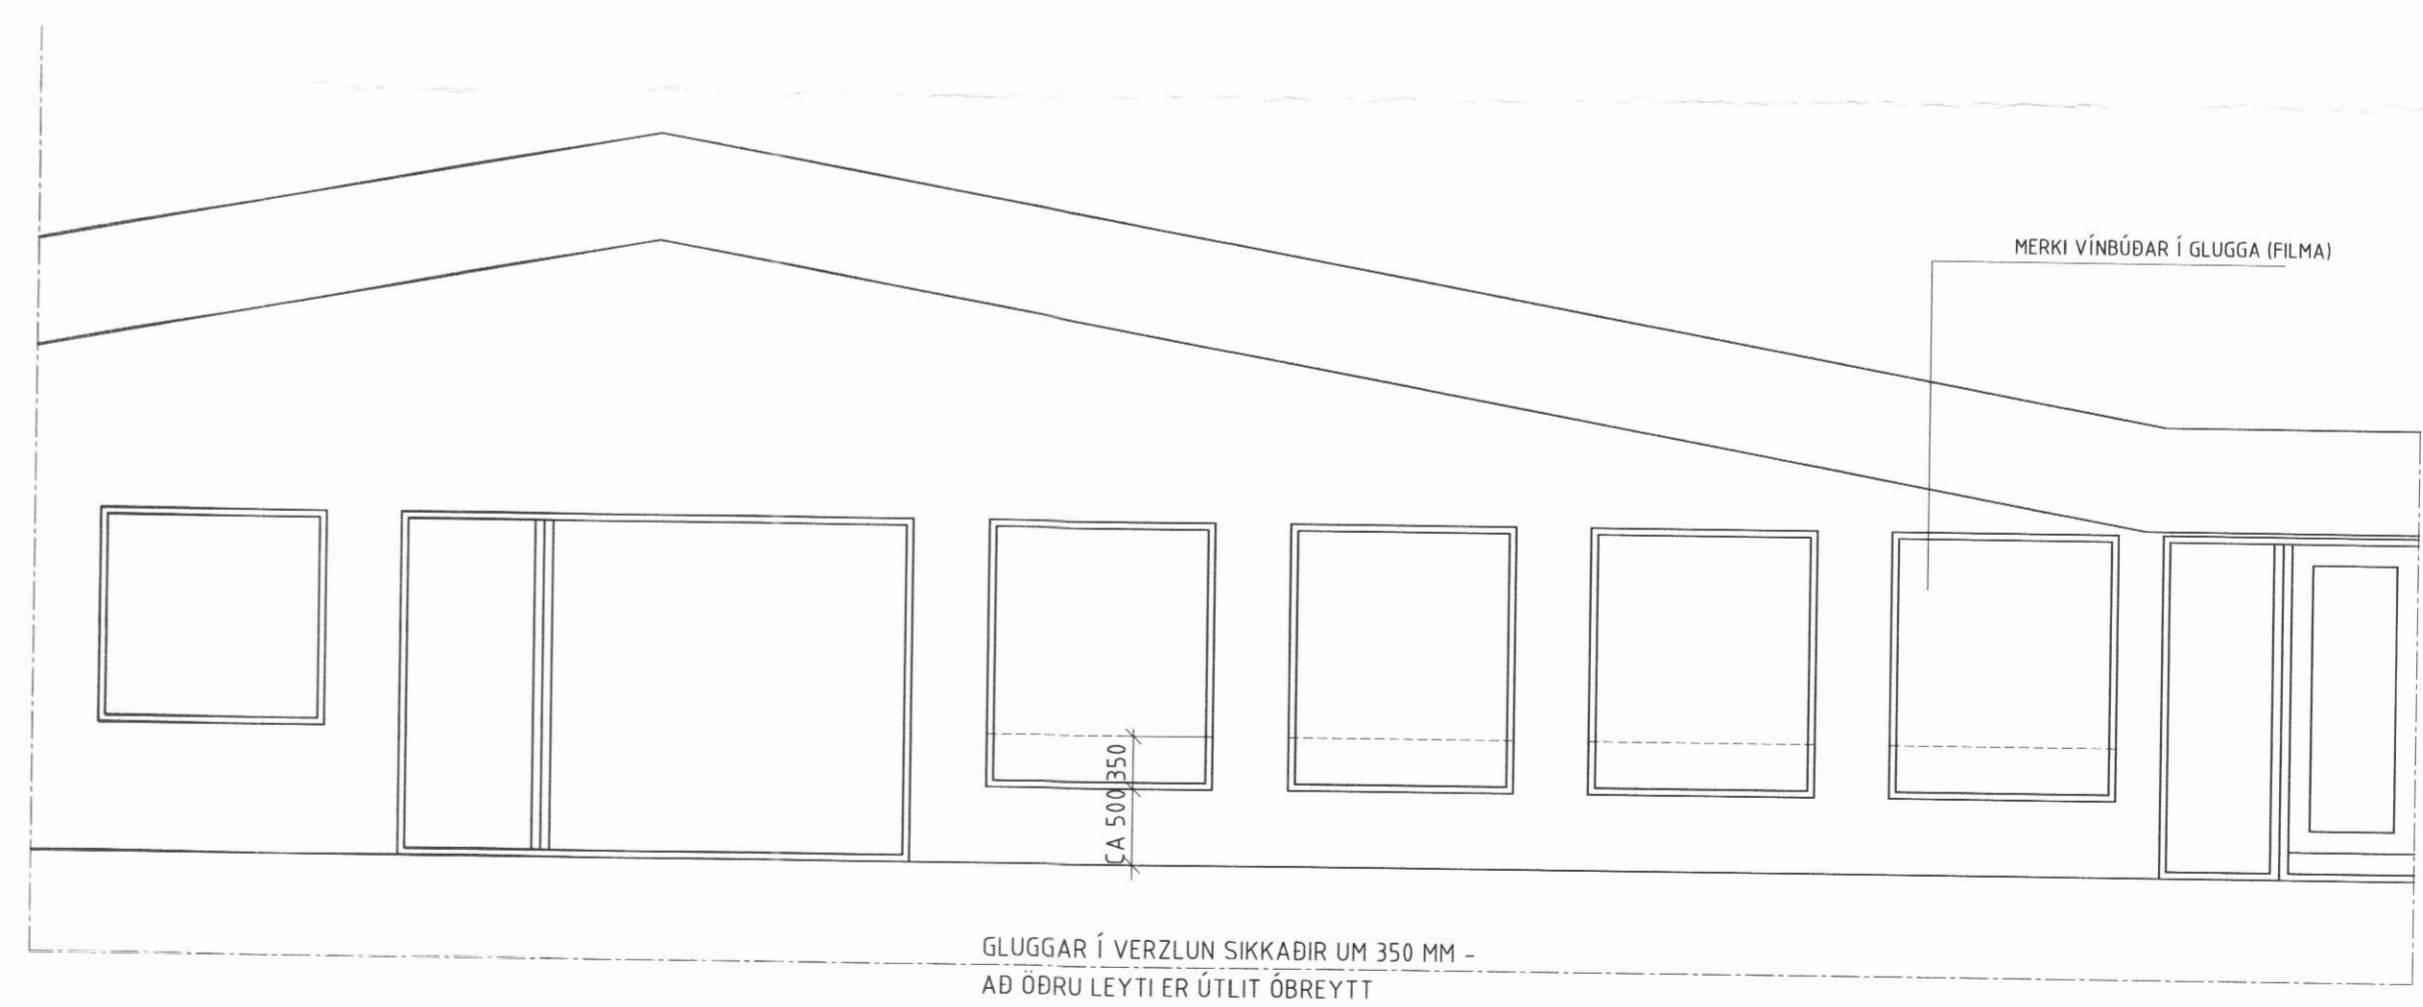 MERKI VÍNBÚÐAR Í GLUGGA (FILMA)
350
CA 500
GLUGGAR Í VERZLUN SIKKAÐIR UM 350 MM -
AÐ ÖÐRU LEYTI ER ÚTLIT ÓBREYTT